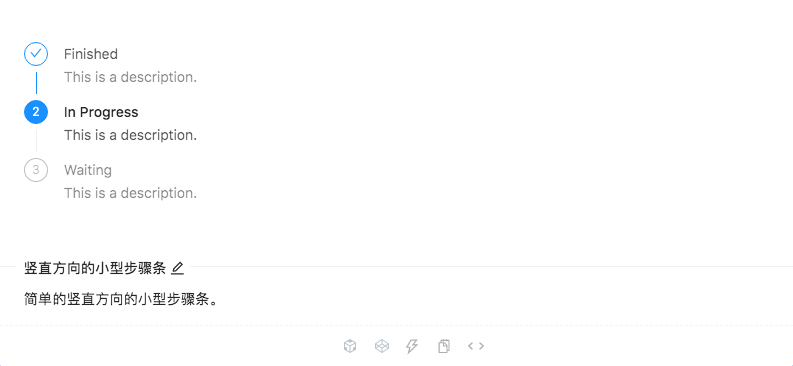 Finished
This is a description.
2
In Progress
This is a description.
3
Waiting
This is a description.
竖直方向的小型步骤条
简单的竖直方向的小型步骤条。